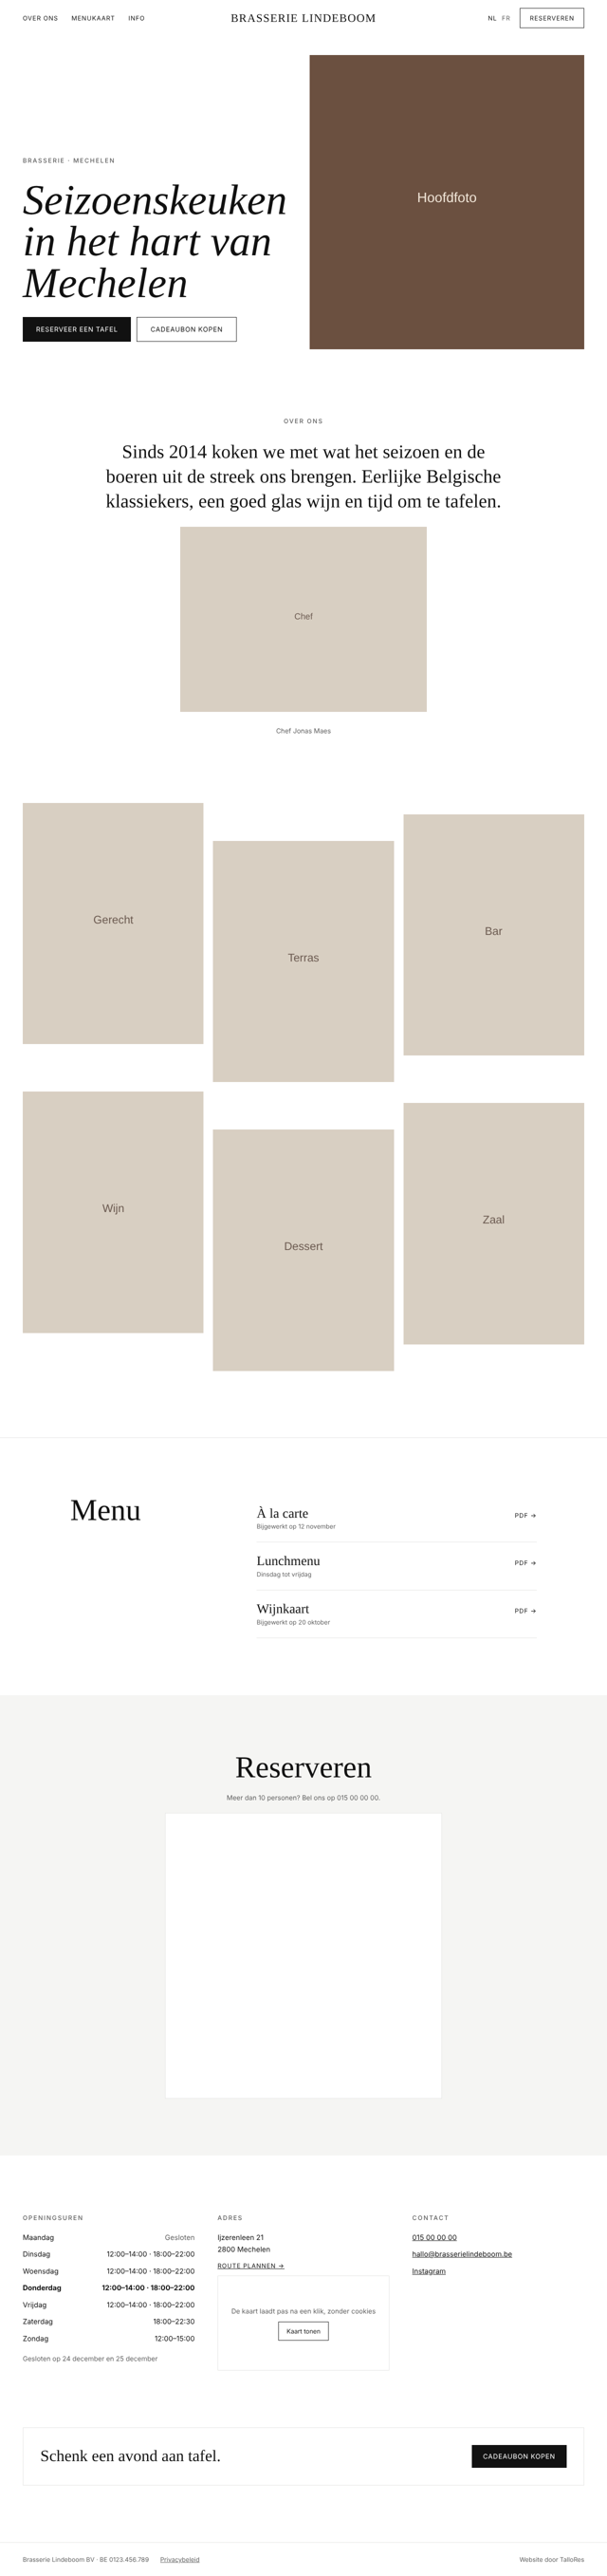 OVER ONS MENUKAART INFO BRASSERIE LINDEBOOM NL FR RESERVEREN
BRASSERIE · MECHELEN
Seizoenskeuken
in het hart van
Mechelen
RESERVEER EEN TAFEL CADEAUBON KOPEN
Hoofdfoto
OVER ONS
Sinds 2014 koken we met wat het seizoen en de
boeren uit de streek ons brengen. Eerlijke Belgische
klassiekers, een goed glas wijn en tijd om te tafelen.
Chef
Chef Jonas Maes
Gerecht
Terras
Bar
Wijn
Dessert
Zaal
Menu
À la carte PDF →
Bijgewerkt op 12 november
Lunchmenu PDF →
Dinsdag tot vrijdag
Wijnkaart PDF →
Bijgewerkt op 20 oktober
Reserveren
Meer dan 10 personen? Bel ons op 015 00 00 00.
OPENINGSUREN
Maandag Gesloten
Dinsdag 12:00–14:00 · 18:00–22:00
Woensdag 12:00–14:00 · 18:00–22:00
Donderdag 12:00–14:00 · 18:00–22:00
Vrijdag 12:00–14:00 · 18:00–22:00
Zaterdag 18:00–22:30
Zondag 12:00–15:00
Gesloten op 24 december en 25 december
ADRES
Ijzerenleen 21
2800 Mechelen
ROUTE PLANNEN →
De kaart laadt pas na een klik, zonder cookies
Kaart tonen
CONTACT
015 00 00 00
hallo@brasserielindeboom.be
Instagram
Schenk een avond aan tafel. CADEAUBON KOPEN
Brasserie Lindeboom BV · BE 0123.456.789 Privacybeleid Website door TalloRes